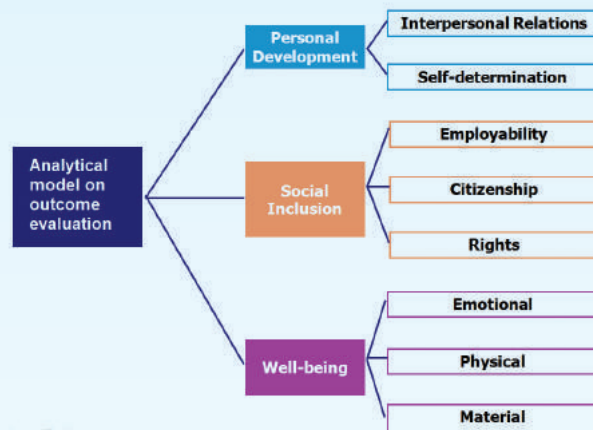 Analytical
model on
outcome
evaluation
Personal
Development
Interpersonal Relations
Self-determination
Social
Inclusion
Employability
Citizenship
Rights
Well-being
Emotional
Physical
Material